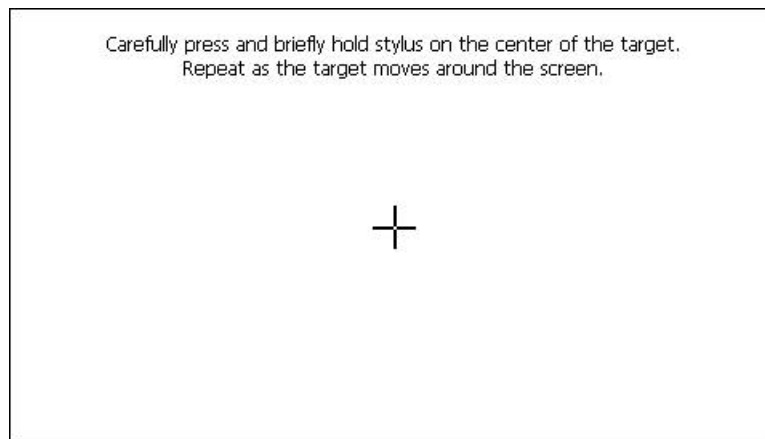 Carefully press and briefly hold stylus on the center of the target.
Repeat as the target moves around the screen.